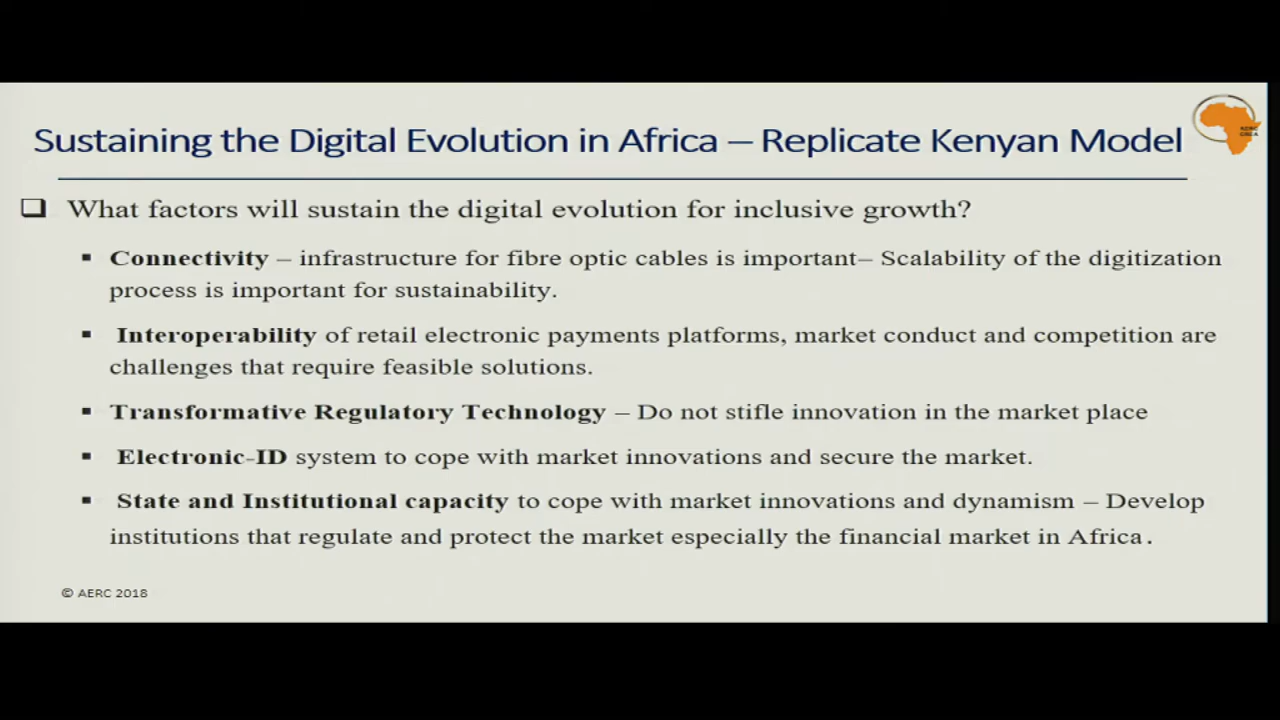 Sustaining the Digital Evolution in Africa – Replicate Kenyan Model
AERC
❑ What factors will sustain the digital evolution for inclusive growth?
▪ Connectivity – infrastructure for fibre optic cables is important– Scalability of the digitization
process is important for sustainability.
▪ Interoperability of retail electronic payments platforms, market conduct and competition are
challenges that require feasible solutions.
▪ Transformative Regulatory Technology – Do not stifle innovation in the market place
▪ Electronic-ID system to cope with market innovations and secure the market.
▪ State and Institutional capacity to cope with market innovations and dynamism – Develop
institutions that regulate and protect the market especially the financial market in Africa.
© AERC 2018